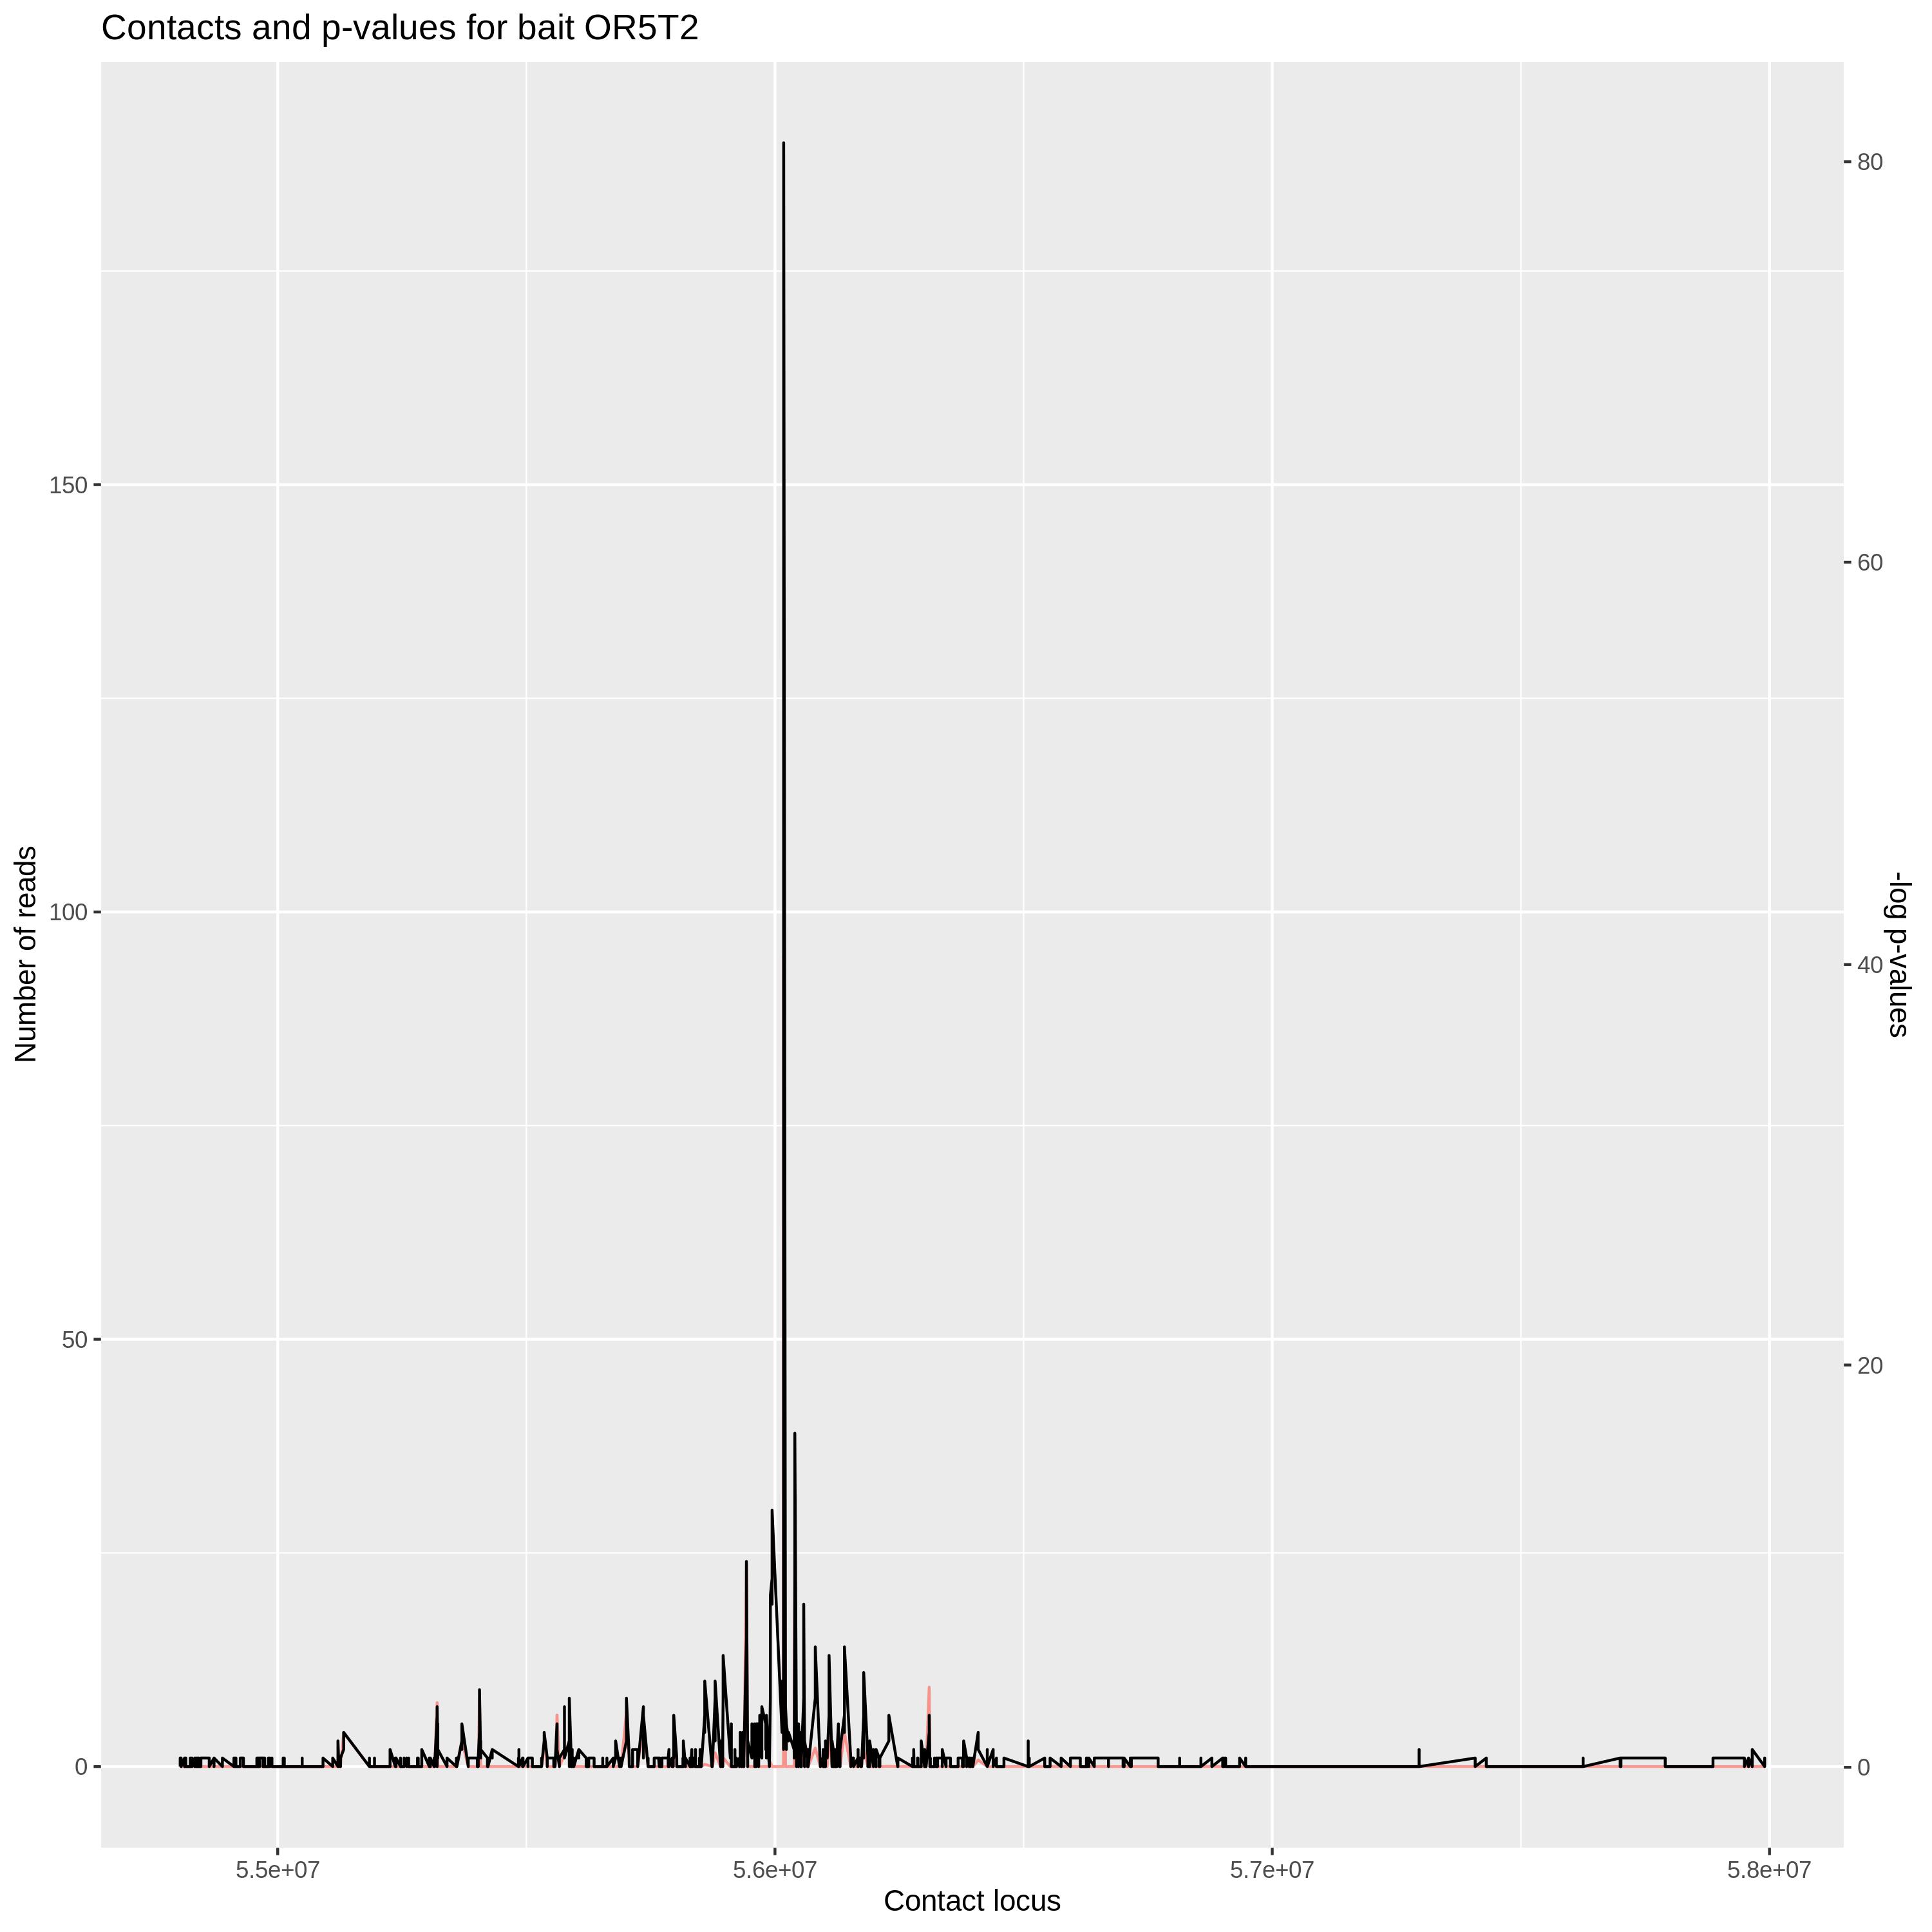 Contacts and p-values for bait OR5T2
Number of reads
150
100
50
0
80
60
40
20
0
-log p-values
5.5e+07 5.6e+07 5.7e+07 5.8e+07
Contact locus